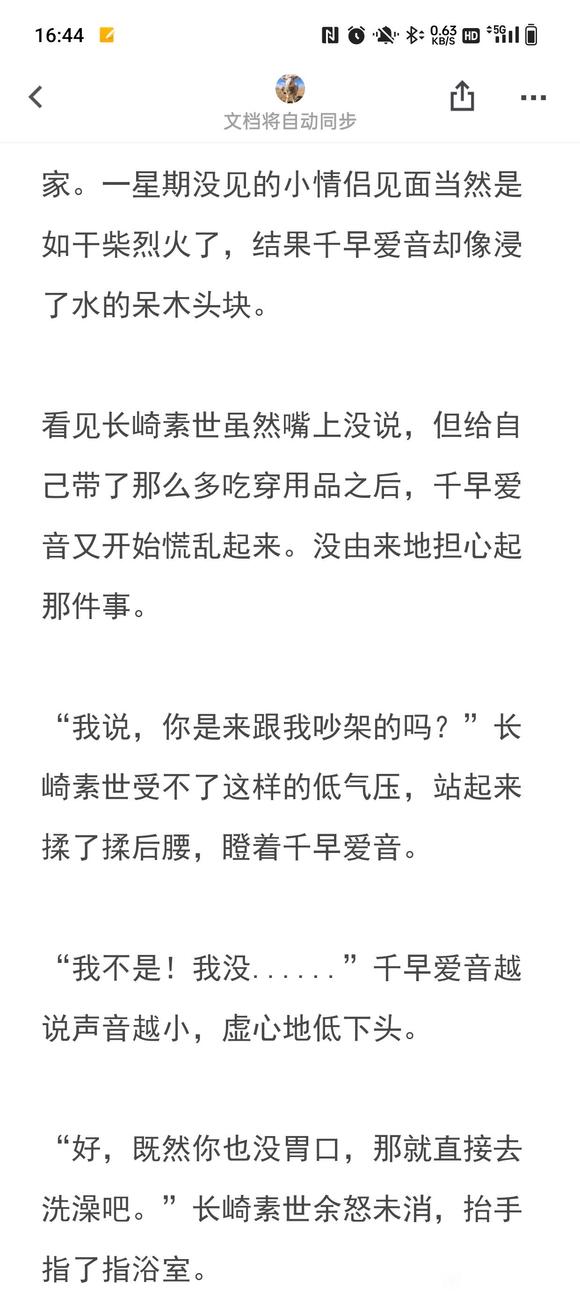 16:44
0.63
KB/S
HD
5G
文档将自动同步
家。一星期没见的小情侣见面当然是
如干柴烈火了，结果千早爱音却像浸
了水的呆木头块。
看见长崎素世虽然嘴上没说，但给自
己带了那么多吃穿用品之后，千早爱
音又开始慌乱起来。没由来地担心起
那件事。
“我说，你是来跟我吵架的吗？”长
崎素世受不了这样的低气压，站起来
揉了揉后腰，瞪着千早爱音。
“我不是！我没......”千早爱音越
说声音越小，虚心地低下头。
“好，既然你也没胃口，那就直接去
洗澡吧。”长崎素世余怒未消，抬手
指了指浴室。